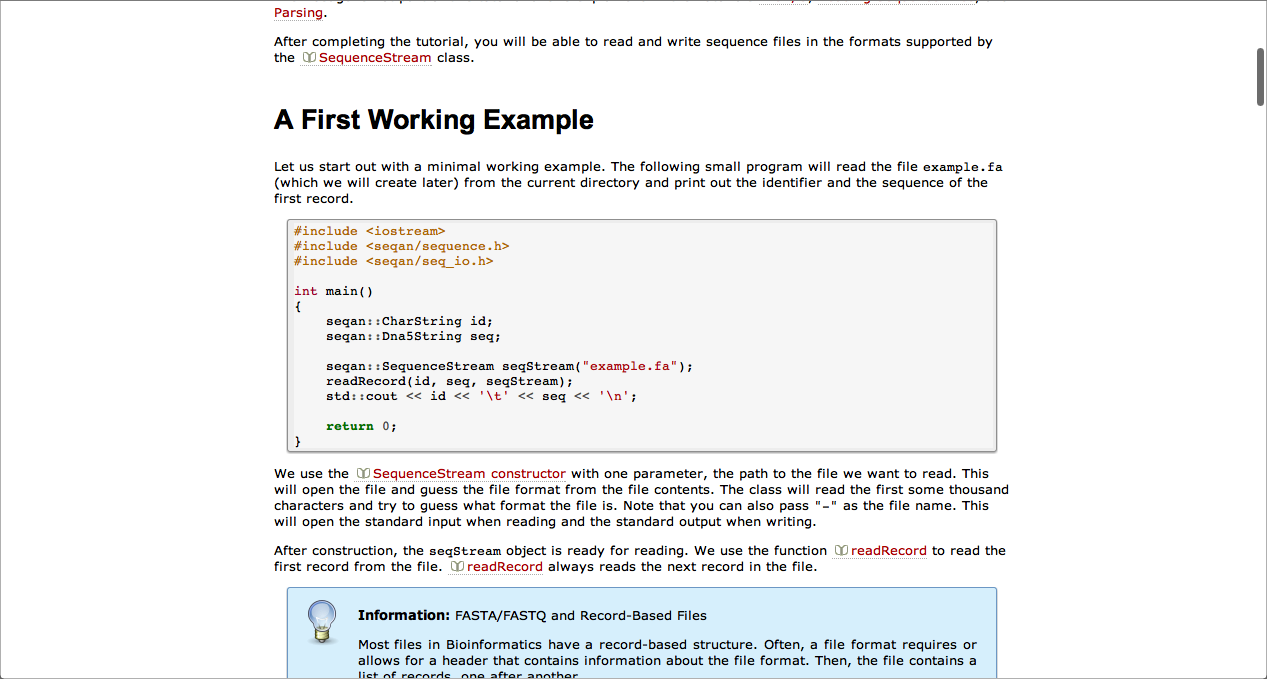 Parsing.
After completing the tutorial, you will be able to read and write sequence files in the formats supported by
the SequenceStream class.
A First Working Example
Let us start out with a minimal working example. The following small program will read the file example.fa
(which we will create later) from the current directory and print out the identifier and the sequence of the
first record.
#include <iostream>
#include <seqan/sequence.h>
#include <seqan/seq_io.h>
int main()
{
    seqan::CharString id;
    seqan::Dna5String seq;
    seqan::SequenceStream seqStream("example.fa");
    readRecord(id, seq, seqStream);
    std::cout << id << '\t' << seq << '\n';
    return 0;
}
We use the SequenceStream constructor with one parameter, the path to the file we want to read. This
will open the file and guess the file format from the file contents. The class will read the first some thousand
characters and try to guess what format the file is. Note that you can also pass "-" as the file name. This
will open the standard input when reading and the standard output when writing.
After construction, the seqStream object is ready for reading. We use the function readRecord to read the
first record from the file. readRecord always reads the next record in the file.
Information: FASTA/FASTQ and Record-Based Files
Most files in Bioinformatics have a record-based structure. Often, a file format requires or
allows for a header that contains information about the file format. Then, the file contains a
list of records, one after another.